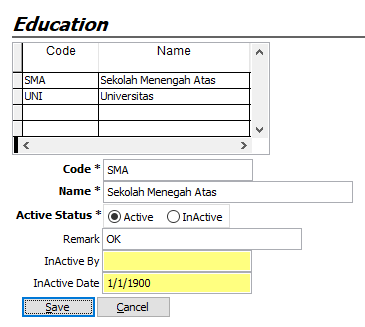 Education
Code Name
SMA Sekolah Menengah Atas
UNI Universitas
Code * SMA
Name * Sekolah Menegah Atas
Active Status * Active InActive
Remark OK
InActive By
InActive Date 1/1/1900
Save Cancel